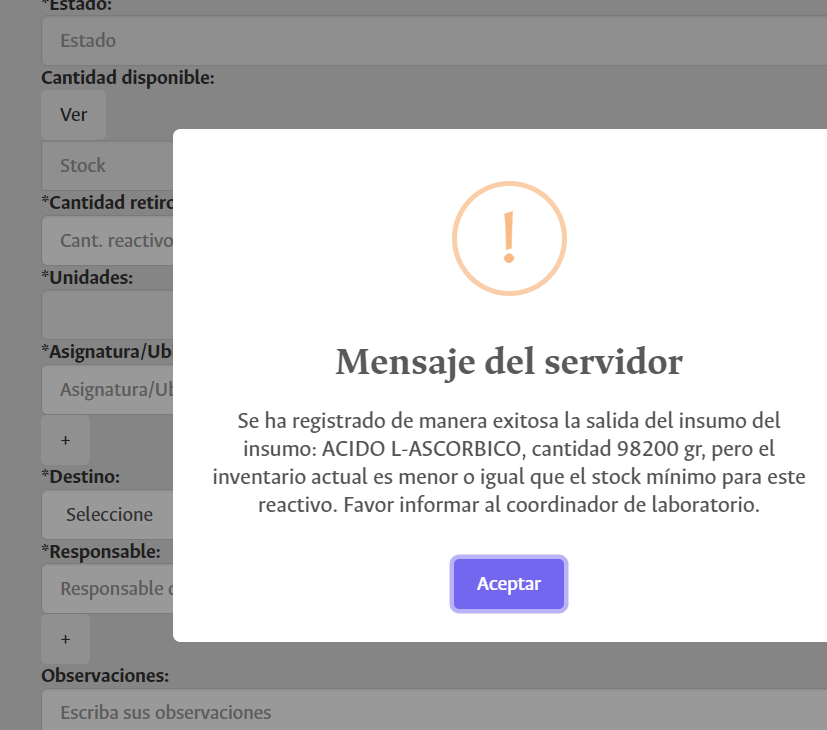 *Estado:
Estado
Cantidad disponible:
Ver
Stock
*Cantidad retiro
Cant. reactivo
*Unidades:
*Asignatura/Ubi
Asignatura/Ub
+
*Destino:
Seleccione
*Responsable:
Responsable d
+
Observaciones:
Escriba sus observaciones
!
Mensaje del servidor
Se ha registrado de manera exitosa la salida del insumo del
insumo: ACIDO L-ASCORBICO, cantidad 98200 gr, pero el
inventario actual es menor o igual que el stock mínimo para este
reactivo. Favor informar al coordinador de laboratorio.
Aceptar